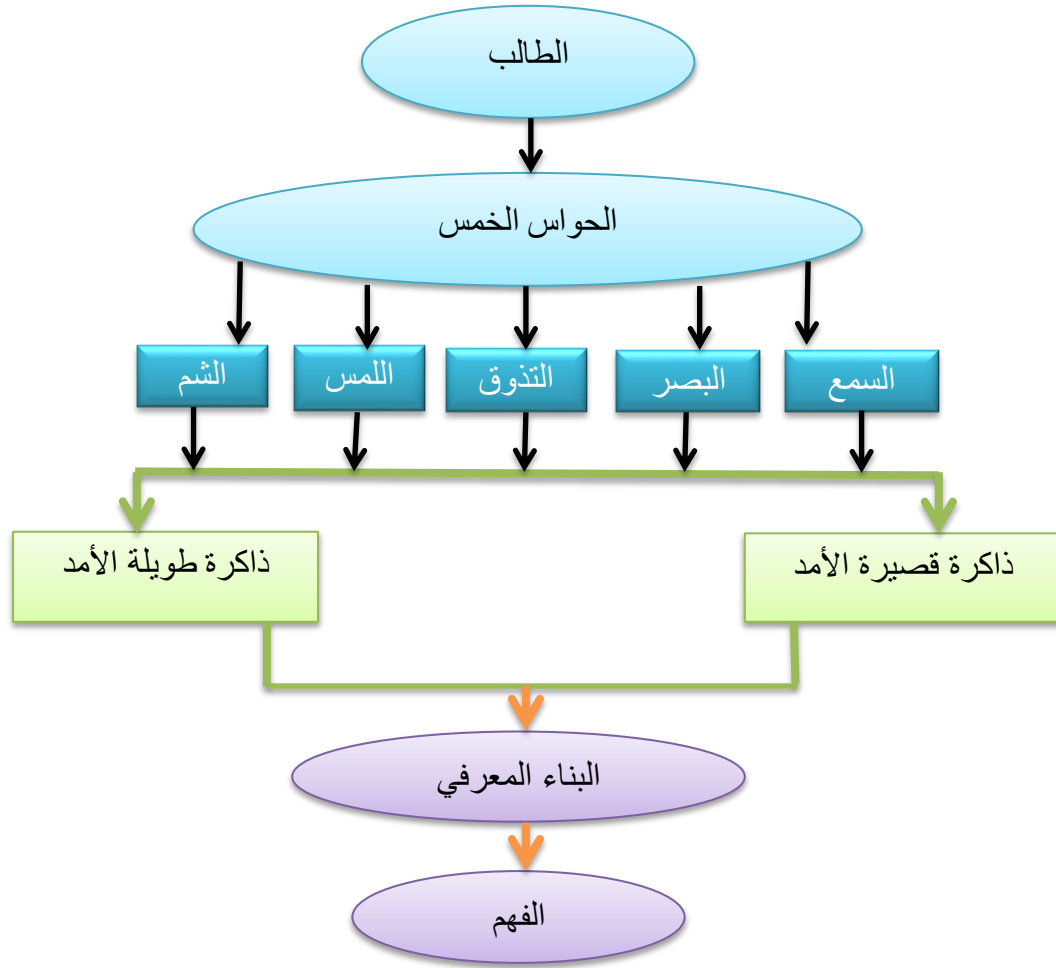 الطالب
الحواس الخمس
السمع
البصر
التذوق
اللمس
الشم
ذاكرة قصيرة الأمد
ذاكرة طويلة الأمد
البناء المعرفي
الفهم